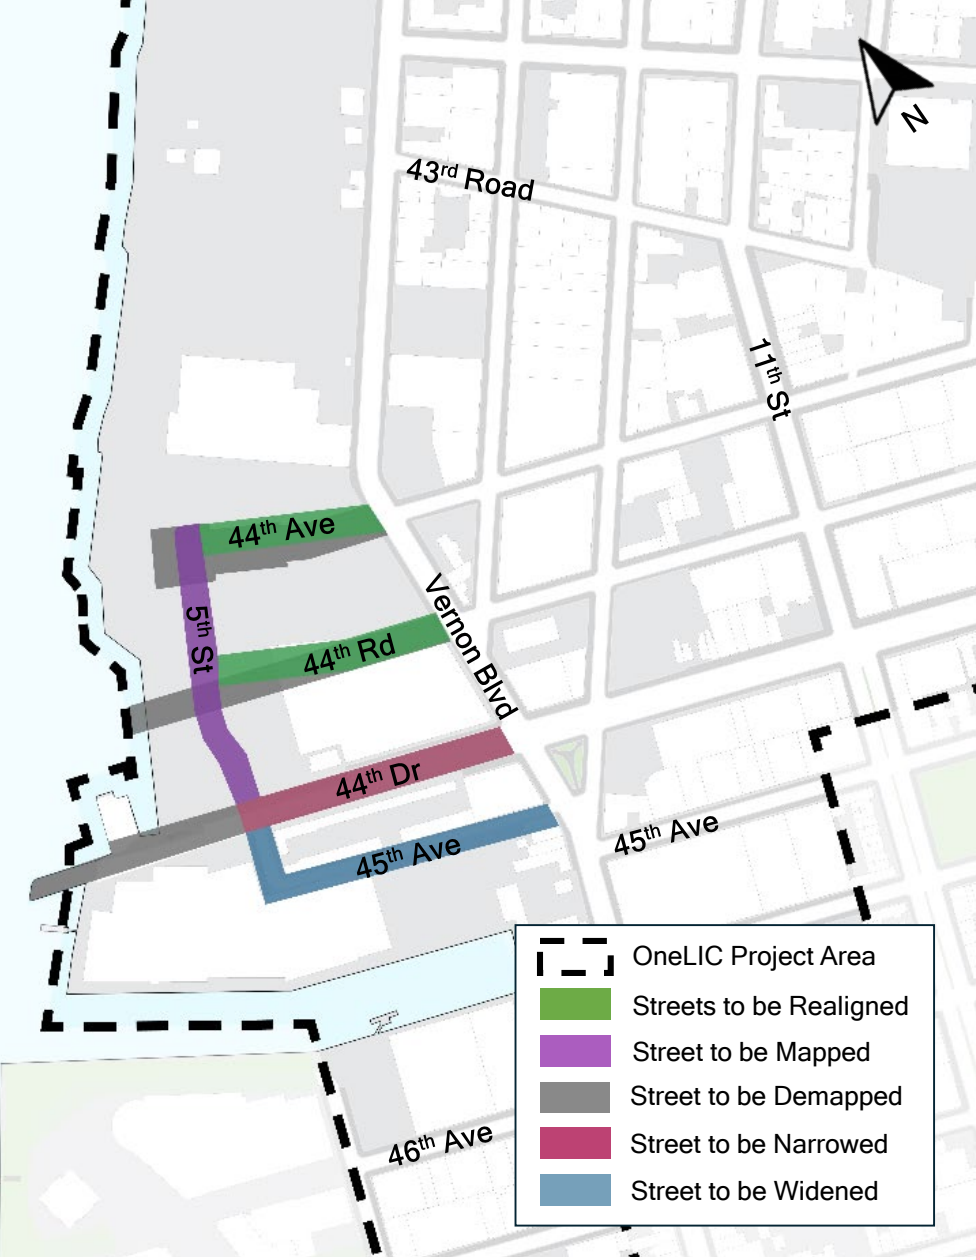 N
43rd Road
11th St
44th Ave
5th St
44th Rd
Vernon Blvd
44th Dr
45th Ave
45th Ave
46th Ave
OneLIC Project Area
Streets to be Realigned
Street to be Mapped
Street to be Demapped
Street to be Narrowed
Street to be Widened